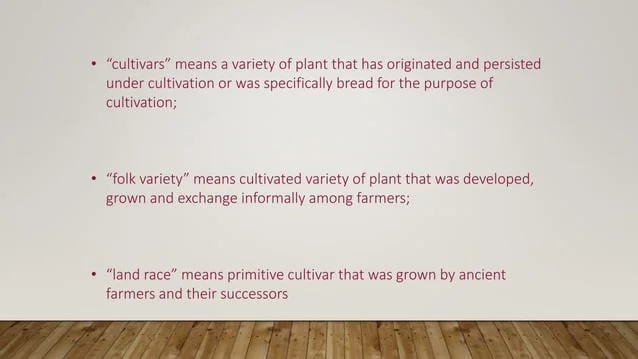 • “cultivars” means a variety of plant that has originated and persisted
under cultivation or was specifically bread for the purpose of
cultivation;
• “folk variety” means cultivated variety of plant that was developed,
grown and exchange informally among farmers;
• “land race” means primitive cultivar that was grown by ancient
farmers and their successors